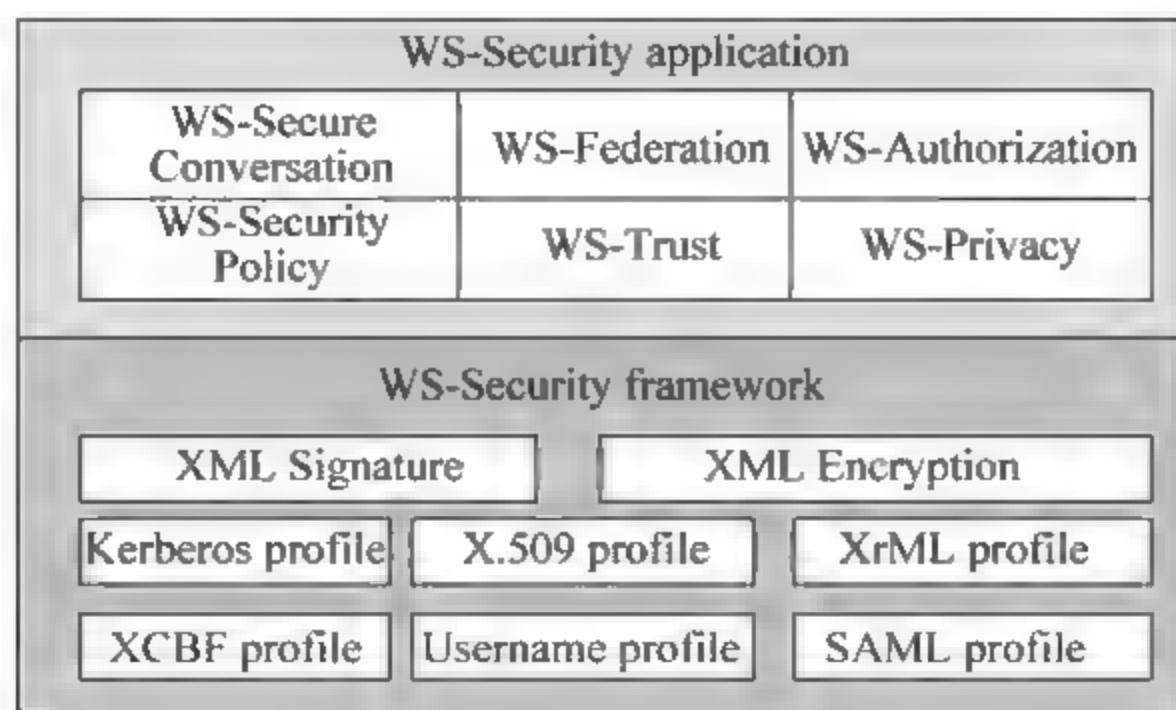 WS-Security application
WS-Secure
Conversation
WS-Federation
WS-Authorization
WS-Security
Policy
WS-Trust
WS-Privacy
WS-Security framework
XML Signature
XML Encryption
Kerberos profile
X.509 profile
XrML profile
XCBF profile
Username profile
SAML profile